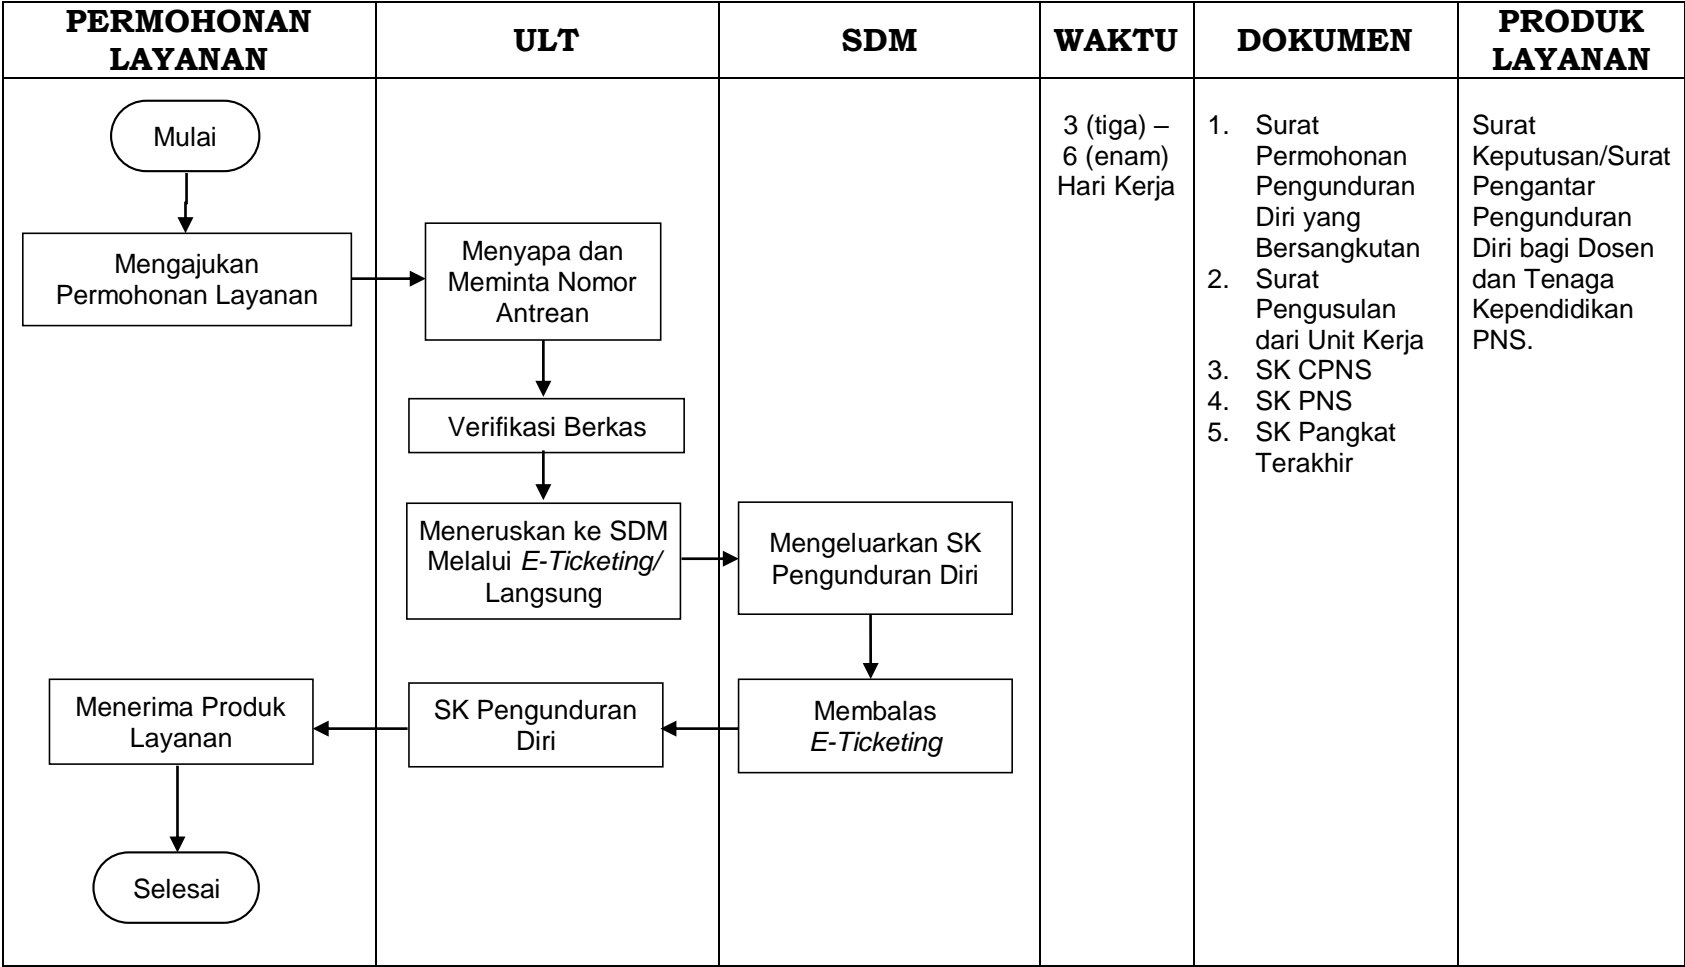 PERMOHONAN
LAYANAN
ULT
SDM
WAKTU
DOKUMEN
PRODUK
LAYANAN
Mulai
Mengajukan
Permohonan Layanan
Menyapa dan
Meminta Nomor
Antrean
Verifikasi Berkas
Meneruskan ke SDM
Melalui E-Ticketing/
Langsung
Mengeluarkan SK
Pengunduran Diri
Membalas
E-Ticketing
SK Pengunduran
Diri
Menerima Produk
Layanan
Selesai
3 (tiga) –
6 (enam)
Hari Kerja
1. Surat
Permohonan
Pengunduran
Diri yang
Bersangkutan
2. Surat
Pengusulan
dari Unit Kerja
3. SK CPNS
4. SK PNS
5. SK Pangkat
Terakhir
Surat
Keputusan/Surat
Pengantar
Pengunduran
Diri bagi Dosen
dan Tenaga
Kependidikan
PNS.